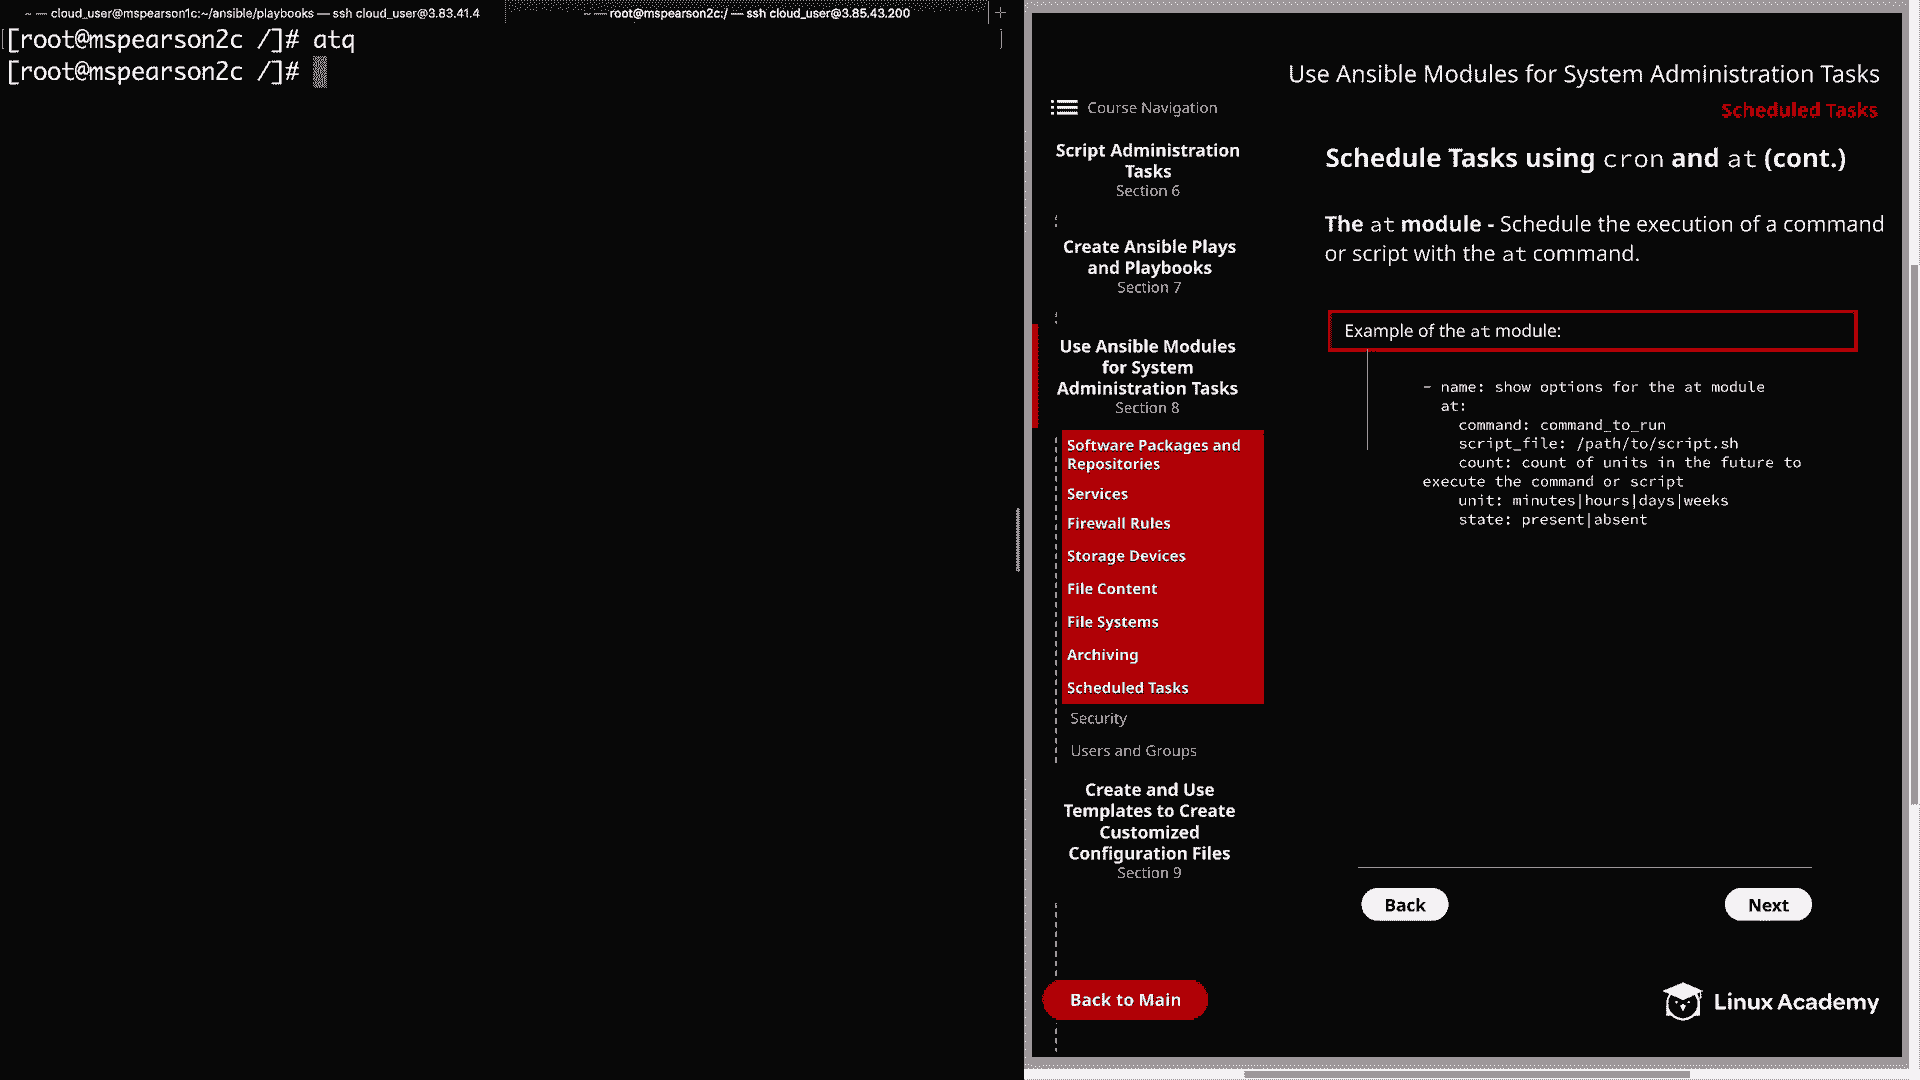 ~ — cloud_user@mspearson1c:~/ansible/playbooks — ssh cloud_user@3.83.41.4
~ — root@mspearson2c:/ — ssh cloud_user@3.85.43.200
+
[root@mspearson2c /]# atq
[root@mspearson2c /]#
Use Ansible Modules for System Administration Tasks
Scheduled Tasks
Course Navigation
Script Administration
Tasks
Section 6
Create Ansible Plays
and Playbooks
Section 7
Use Ansible Modules
for System
Administration Tasks
Section 8
Software Packages and
Repositories
Services
Firewall Rules
Storage Devices
File Content
File Systems
Archiving
Scheduled Tasks
Security
Users and Groups
Create and Use
Templates to Create
Customized
Configuration Files
Section 9
Back to Main
Schedule Tasks using cron and at (cont.)
The at module - Schedule the execution of a command
or script with the at command.
Example of the at module:
- name: show options for the at module
at:
command: command_to_run
script_file: /path/to/script.sh
count: count of units in the future to
execute the command or script
unit: minutes|hours|days|weeks
state: present|absent
Back
Next
Linux Academy